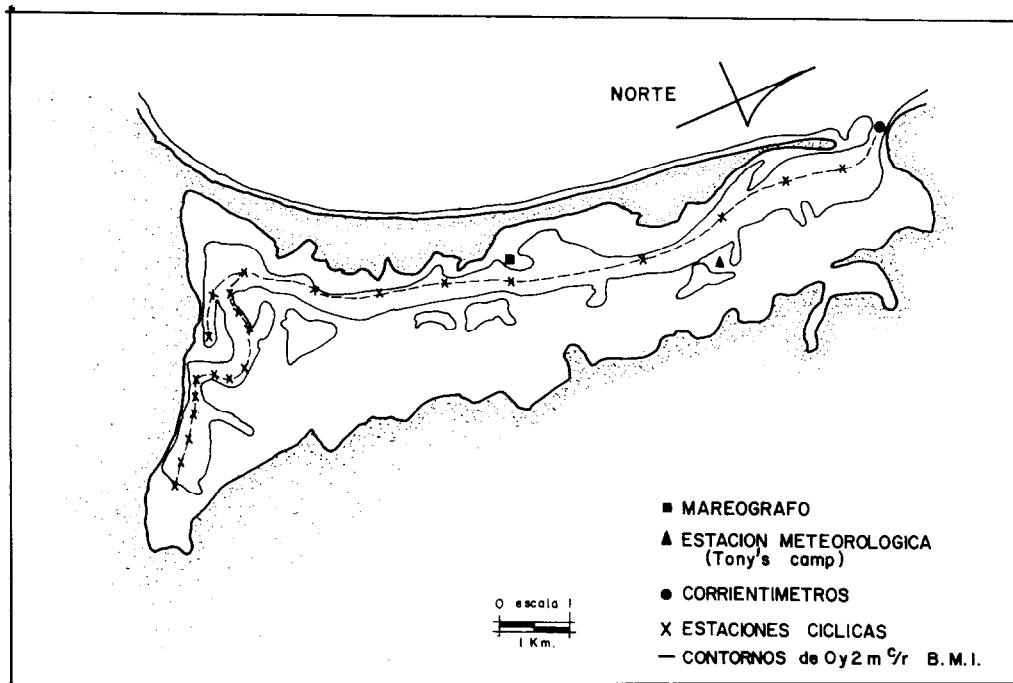 NORTE
■ MAREOGRAFO
▲ ESTACION METEOROLOGICA
(Tony's camp)
0 escala 1
1 Km.
● CORRIENTIMETROS
X ESTACIONES CICLICAS
— CONTORNOS de 0 y 2 m c/r B.M.I.